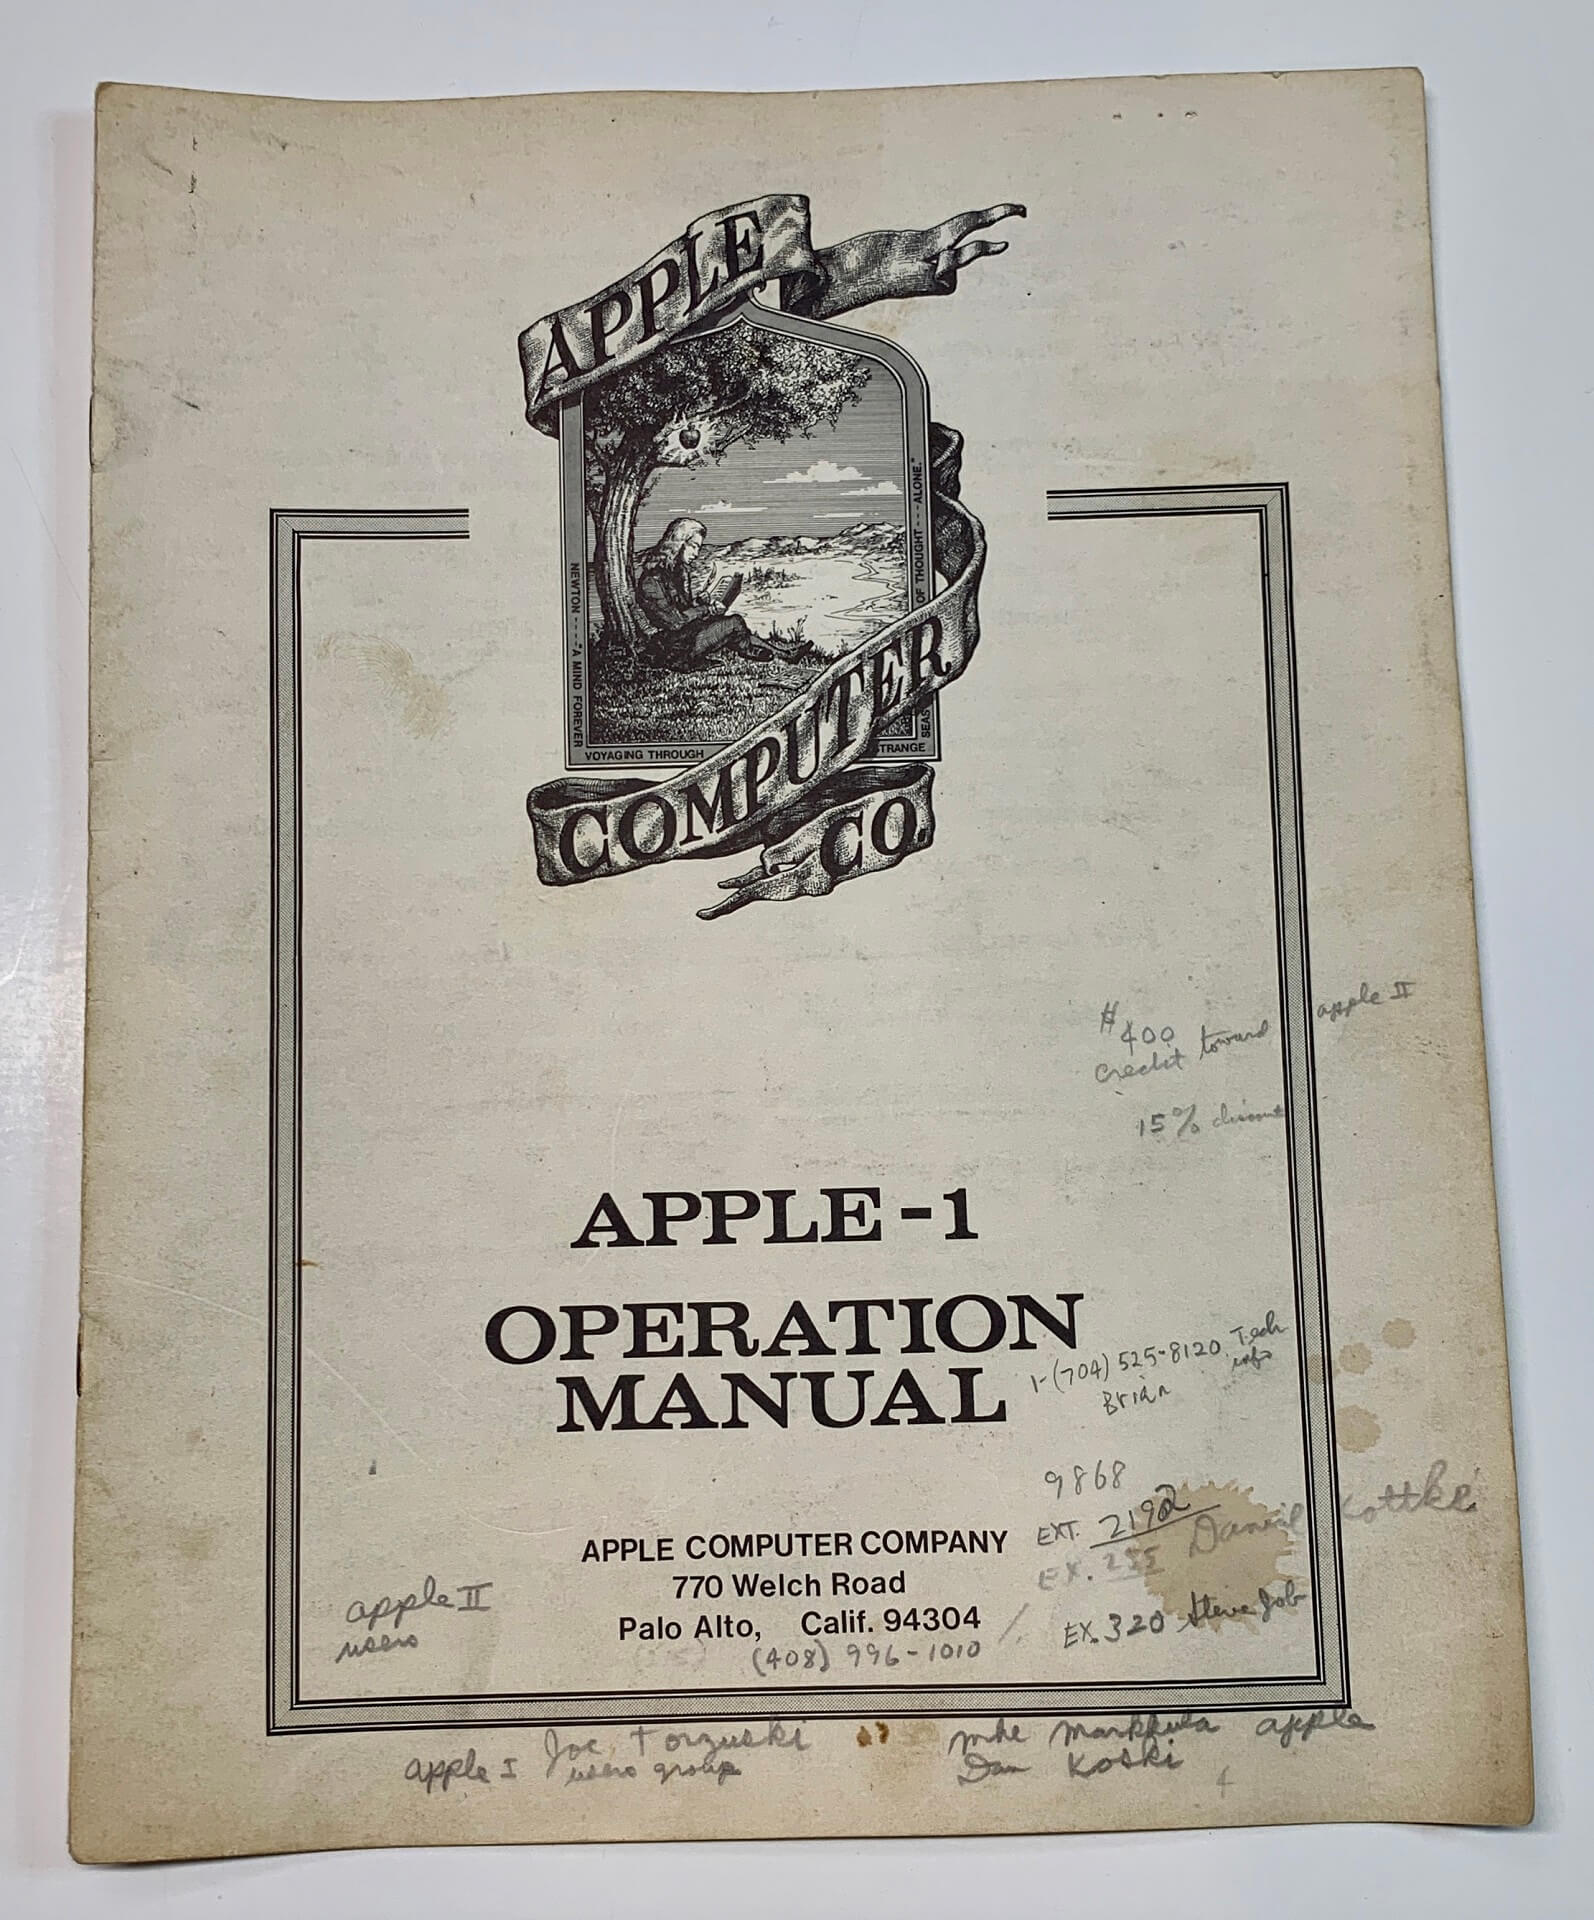 APPLE
COMPUTER
CO.
NEWTON ----"A MIND FOREVER
VOYAGING THROUGH STRANGE
SEAS OF THOUGHT ---ALONE."
$400
credit toward apple II
15%
APPLE-1
OPERATION
MANUAL
1-(704) 525-8120 Tech
info
Brian
9868
EXT. 2192
EX. 255 Daniel Kottke
EX. 320 Steve Job
APPLE COMPUTER COMPANY
770 Welch Road
Palo Alto, Calif. 94304
(408) 996-1010
apple II
users
Joe Torzuski
apple I users group
mike Markkula apple
Dan Koski